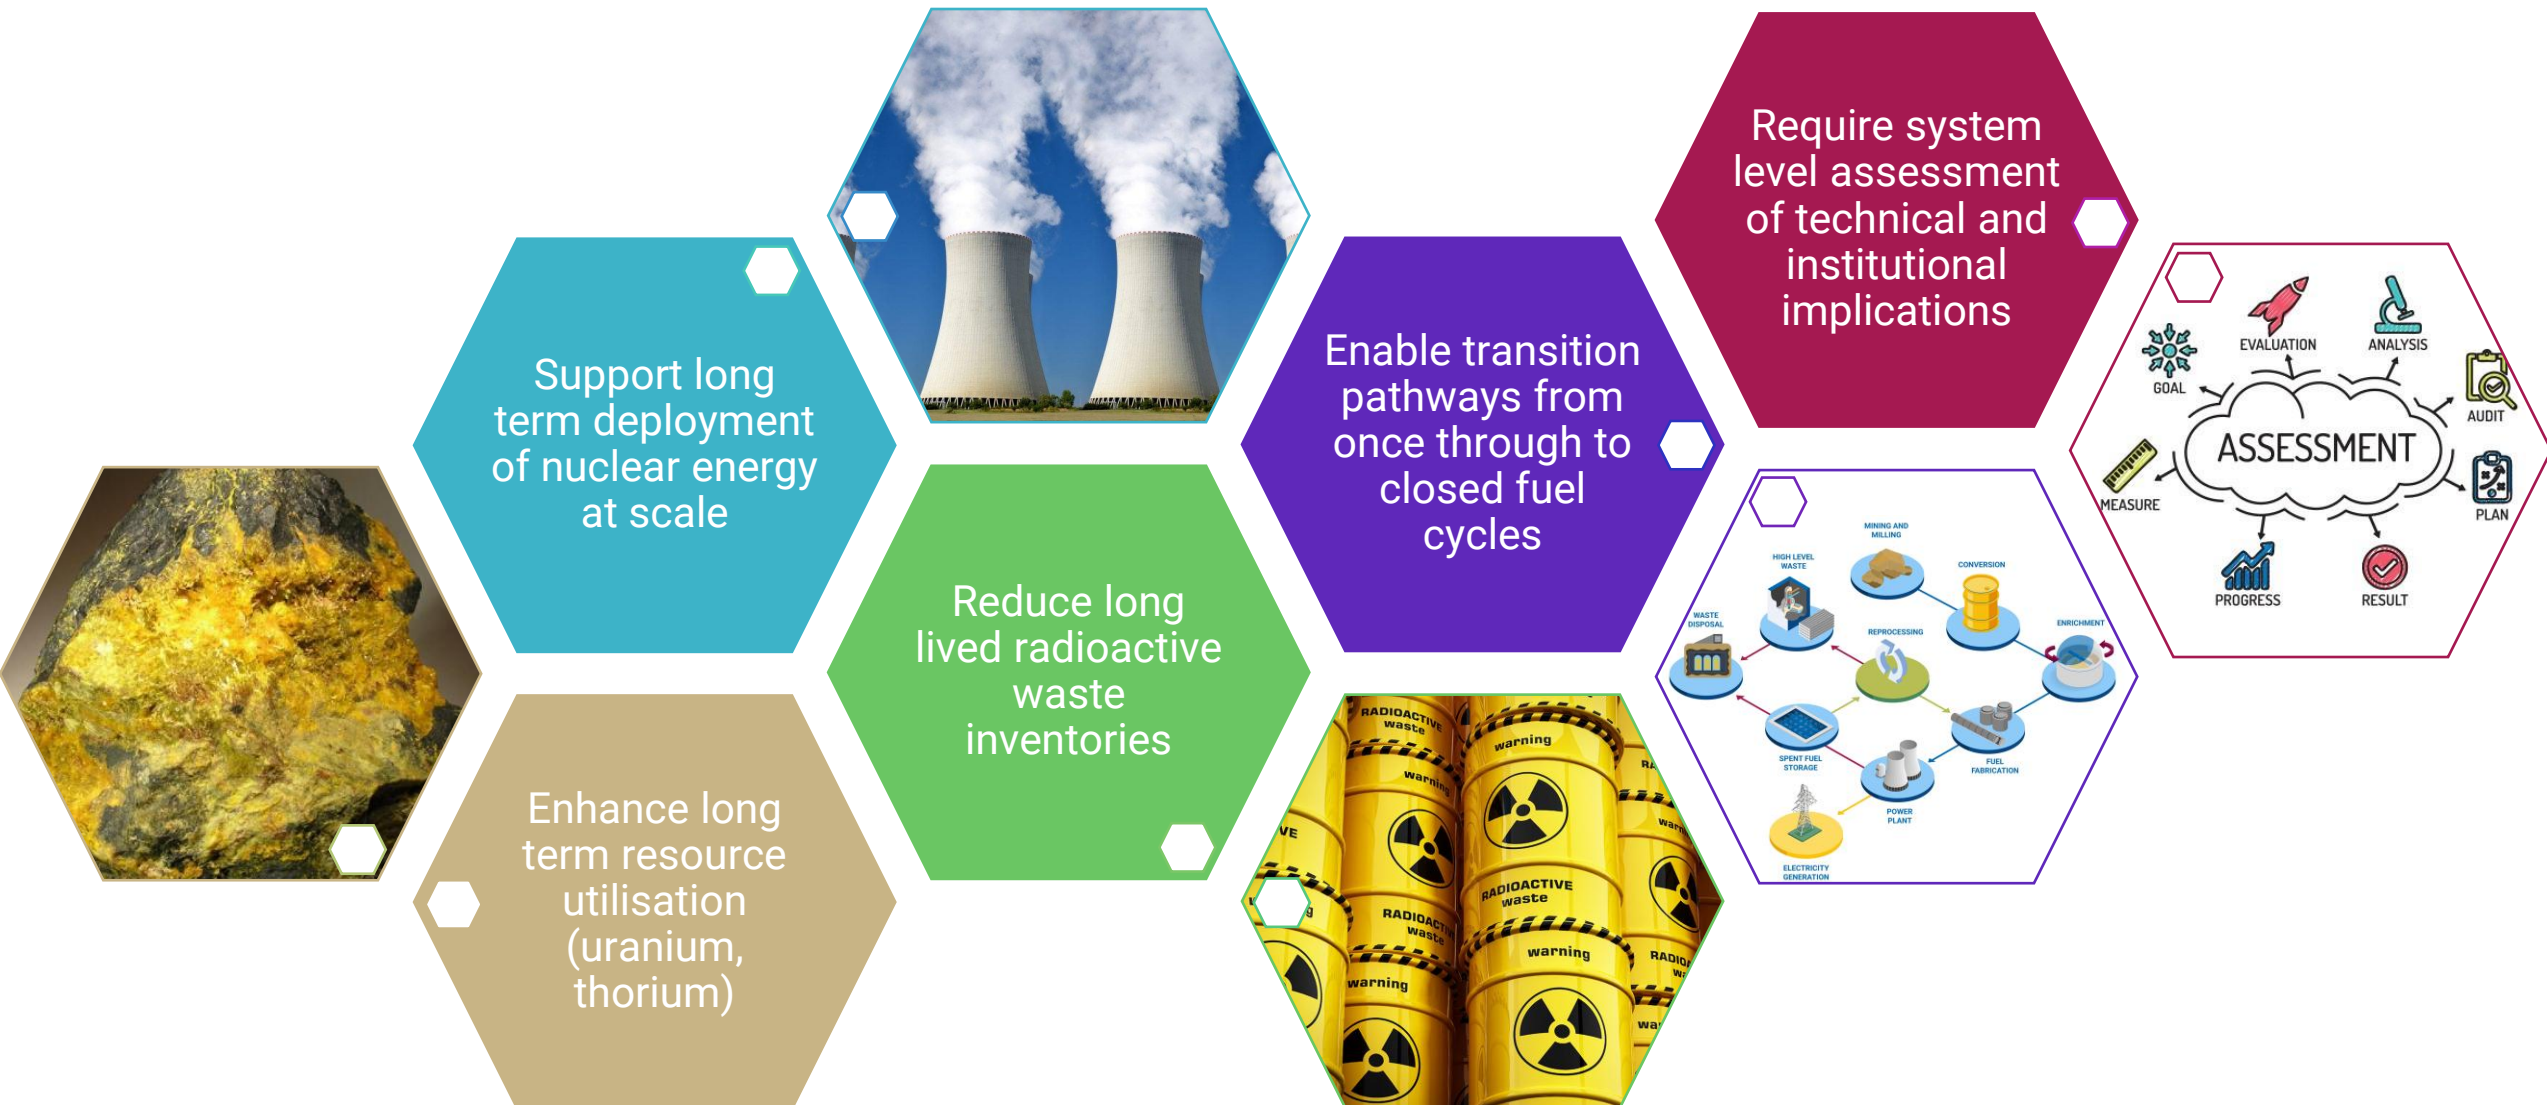 Support long
term deployment
of nuclear energy
at scale
Enhance long
term resource
utilisation
(uranium,
thorium)
Reduce long
lived radioactive
waste
inventories
RADIOACTIVE
waste
warning
warning
RADIOACTIVE
waste
warning
warning
RADIOACTIVE
waste
Enable transition
pathways from
once through to
closed fuel
cycles
MINING AND
MILLING
HIGH LEVEL
WASTE
CONVERSION
WASTE
DISPOSAL
REPROCESSING
ENRICHMENT
SPENT FUEL
STORAGE
FUEL
FABRICATION
POWER
PLANT
ELECTRICITY
GENERATION
Require system
level assessment
of technical and
institutional
implications
EVALUATION
ANALYSIS
GOAL
AUDIT
ASSESSMENT
MEASURE
PLAN
PROGRESS
RESULT